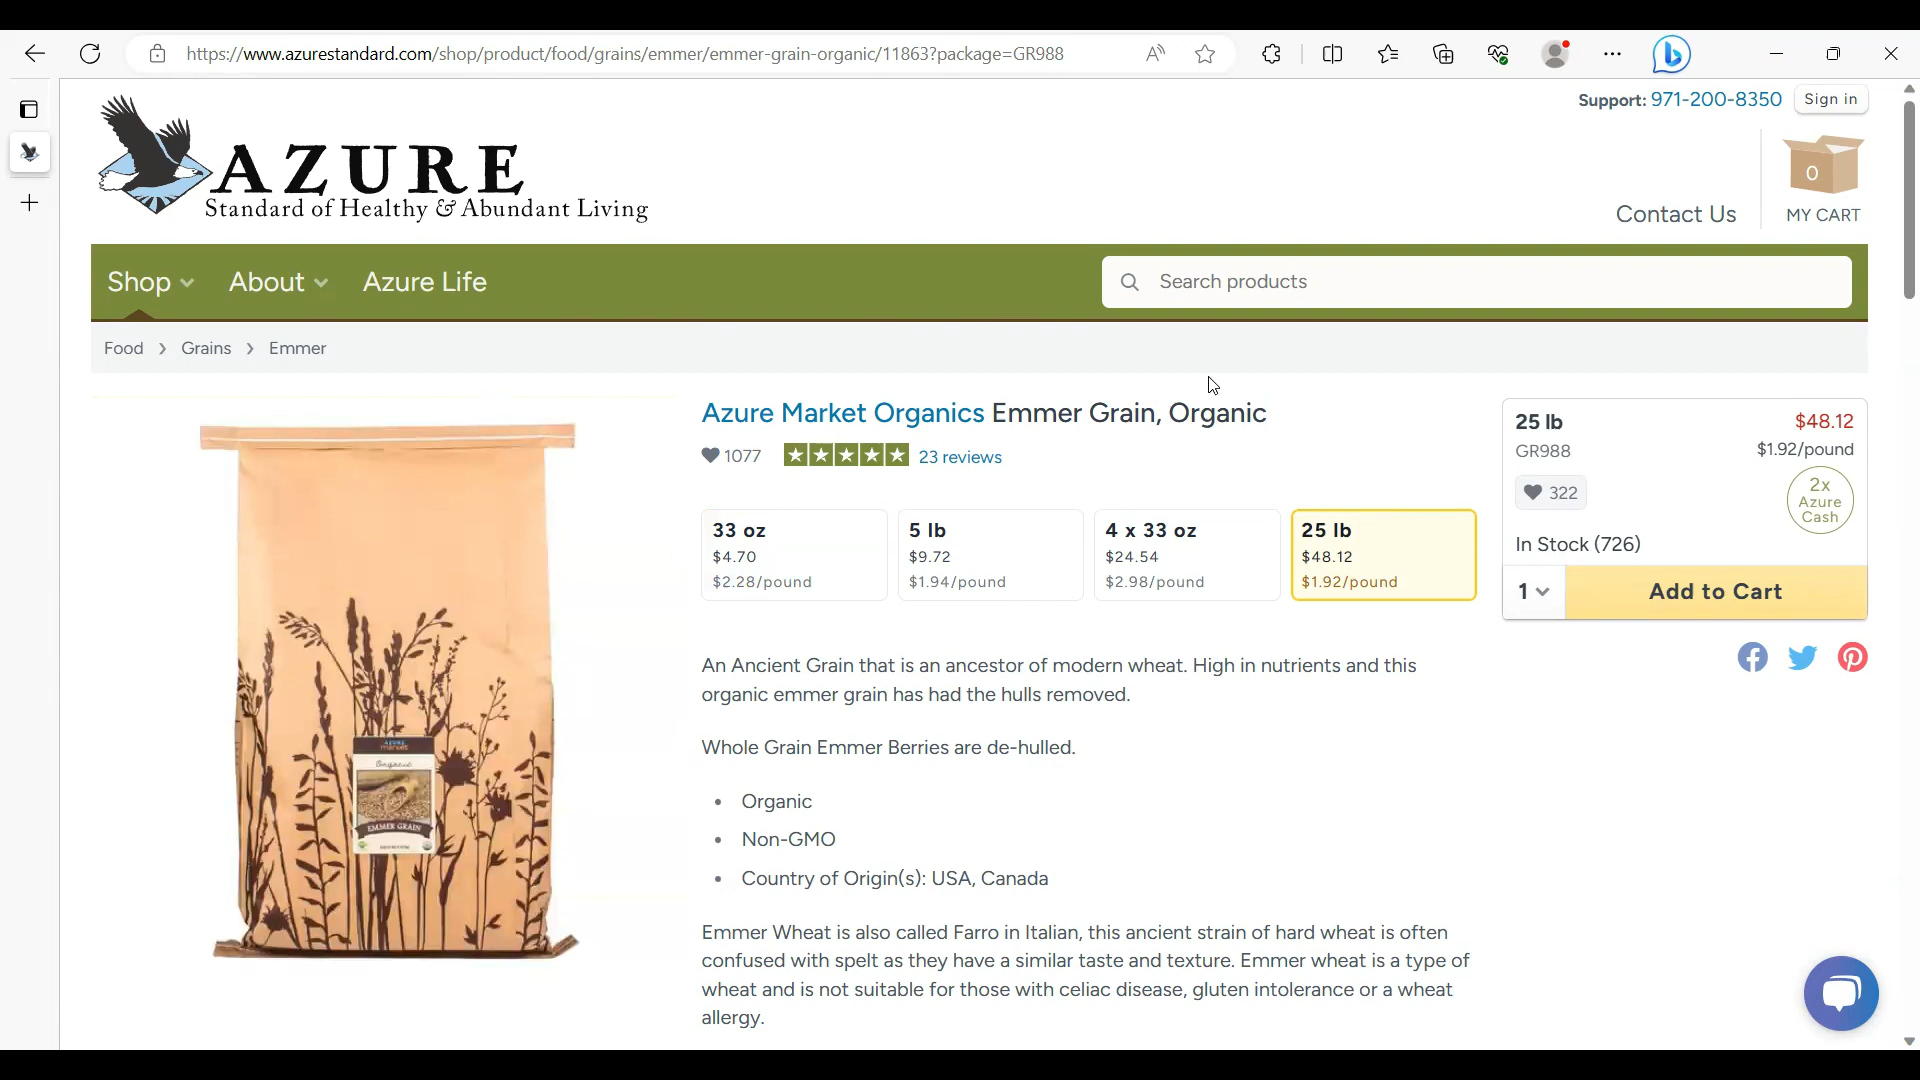 https://www.azurestandard.com/shop/product/food/grains/emmer/emmer-grain-organic/11863?package=GR988
Support: 971-200-8350
Sign in
AZURE
Standard of Healthy & Abundant Living
0
Contact Us
MY CART
Shop
About
Azure Life
Search products
Food > Grains > Emmer
Azure Market Organics Emmer Grain, Organic
1077
23 reviews
33 oz
$4.70
$2.28/pound
5 lb
$9.72
$1.94/pound
4 x 33 oz
$24.54
$2.98/pound
25 lb
$48.12
$1.92/pound
25 lb
$48.12
GR988
$1.92/pound
322
2x
Azure
Cash
In Stock (726)
1
Add to Cart
An Ancient Grain that is an ancestor of modern wheat. High in nutrients and this
organic emmer grain has had the hulls removed.
Whole Grain Emmer Berries are de-hulled.
• Organic
• Non-GMO
• Country of Origin(s): USA, Canada
Emmer Wheat is also called Farro in Italian, this ancient strain of hard wheat is often
confused with spelt as they have a similar taste and texture. Emmer wheat is a type of
wheat and is not suitable for those with celiac disease, gluten intolerance or a wheat
allergy.
AZURE
market
Organic
EMMER GRAIN